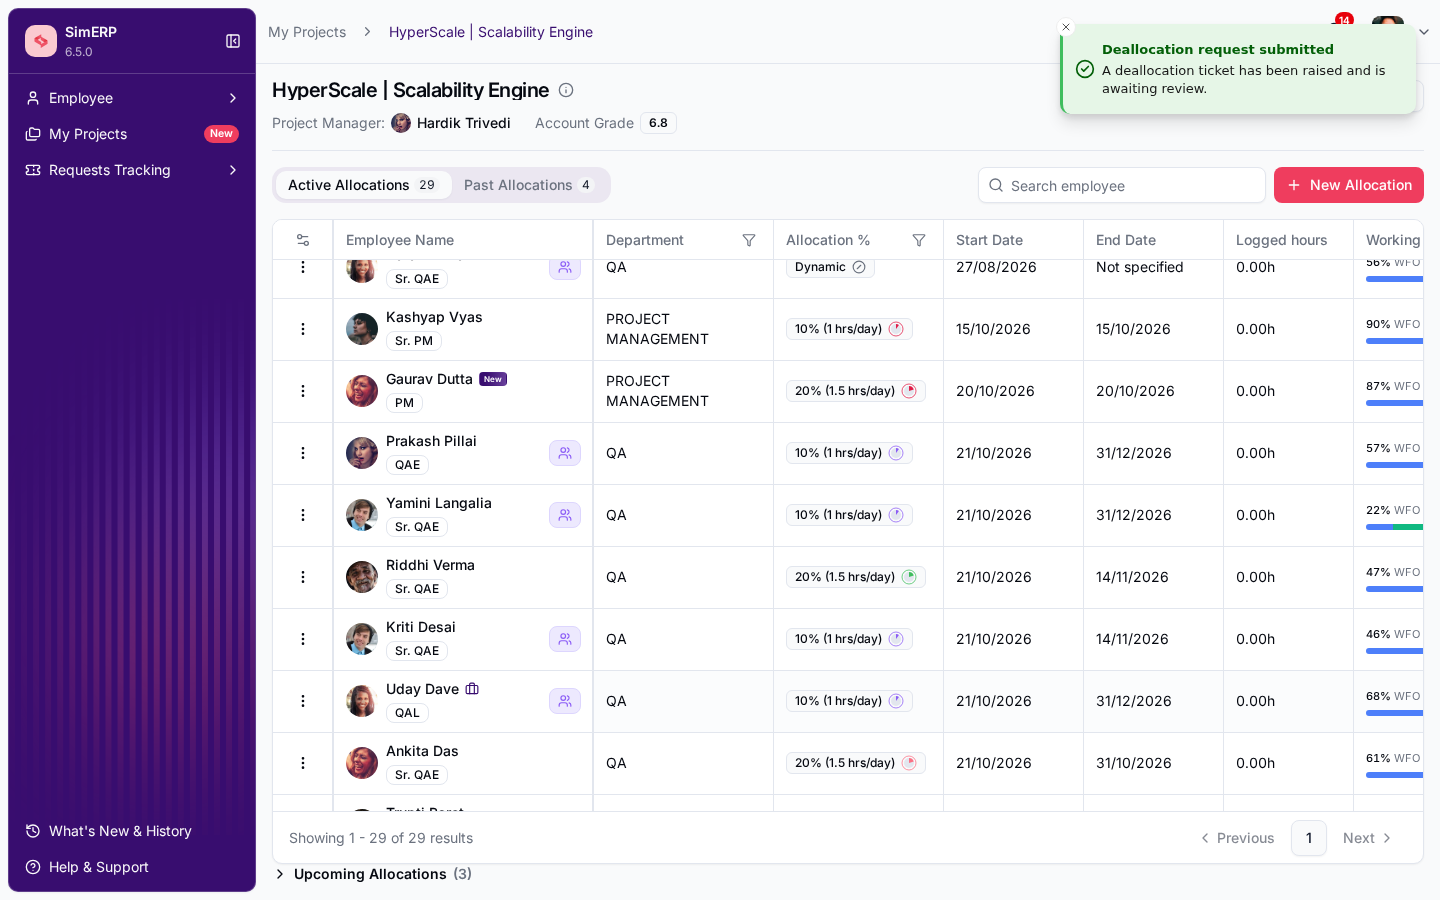 SimERP
6.5.0
Employee
My Projects
New
Requests Tracking
What's New & History
Help & Support
My Projects
HyperScale | Scalability Engine
14
Deallocation request submitted
A deallocation ticket has been raised and is
awaiting review.
HyperScale | Scalability Engine
Project Manager:
Hardik Trivedi
Account Grade
6.8
Active Allocations 29
Past Allocations 4
Search employee
New Allocation
Employee Name
Department
Allocation %
Start Date
End Date
Logged hours
Working
Sr. QAE
QA
Dynamic
27/08/2026
Not specified
0.00h
56% WFO
Kashyap Vyas
Sr. PM
PROJECT
MANAGEMENT
10% (1 hrs/day)
15/10/2026
15/10/2026
0.00h
90% WFO
Gaurav Dutta
New
PM
PROJECT
MANAGEMENT
20% (1.5 hrs/day)
20/10/2026
20/10/2026
0.00h
87% WFO
Prakash Pillai
QAE
QA
10% (1 hrs/day)
21/10/2026
31/12/2026
0.00h
57% WFO
Yamini Langalia
Sr. QAE
QA
10% (1 hrs/day)
21/10/2026
31/12/2026
0.00h
22% WFO
Riddhi Verma
Sr. QAE
QA
20% (1.5 hrs/day)
21/10/2026
14/11/2026
0.00h
47% WFO
Kriti Desai
Sr. QAE
QA
10% (1 hrs/day)
21/10/2026
14/11/2026
0.00h
46% WFO
Uday Dave
QAL
QA
10% (1 hrs/day)
21/10/2026
31/12/2026
0.00h
68% WFO
Ankita Das
Sr. QAE
QA
20% (1.5 hrs/day)
21/10/2026
31/10/2026
0.00h
61% WFO
Showing 1 - 29 of 29 results
Previous
1
Next
Upcoming Allocations (3)